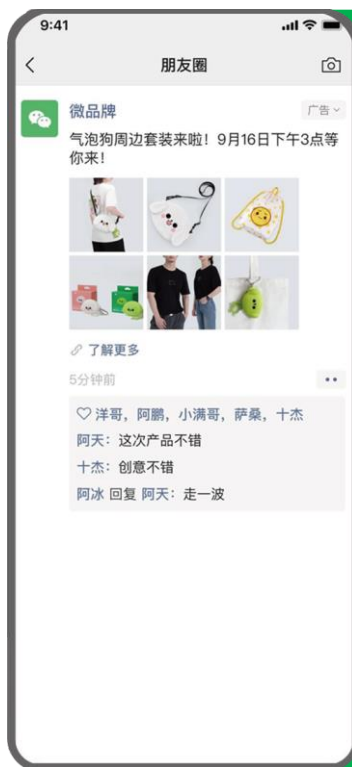 9:41
朋友圈
微品牌
广告
气泡狗周边套装来啦！9月16日下午3点等
你来！
了解更多
5分钟前
洋哥，阿鹏，小满哥，萨桑，十杰
阿天：这次产品不错
十杰：创意不错
阿冰 回复 阿天：走一波